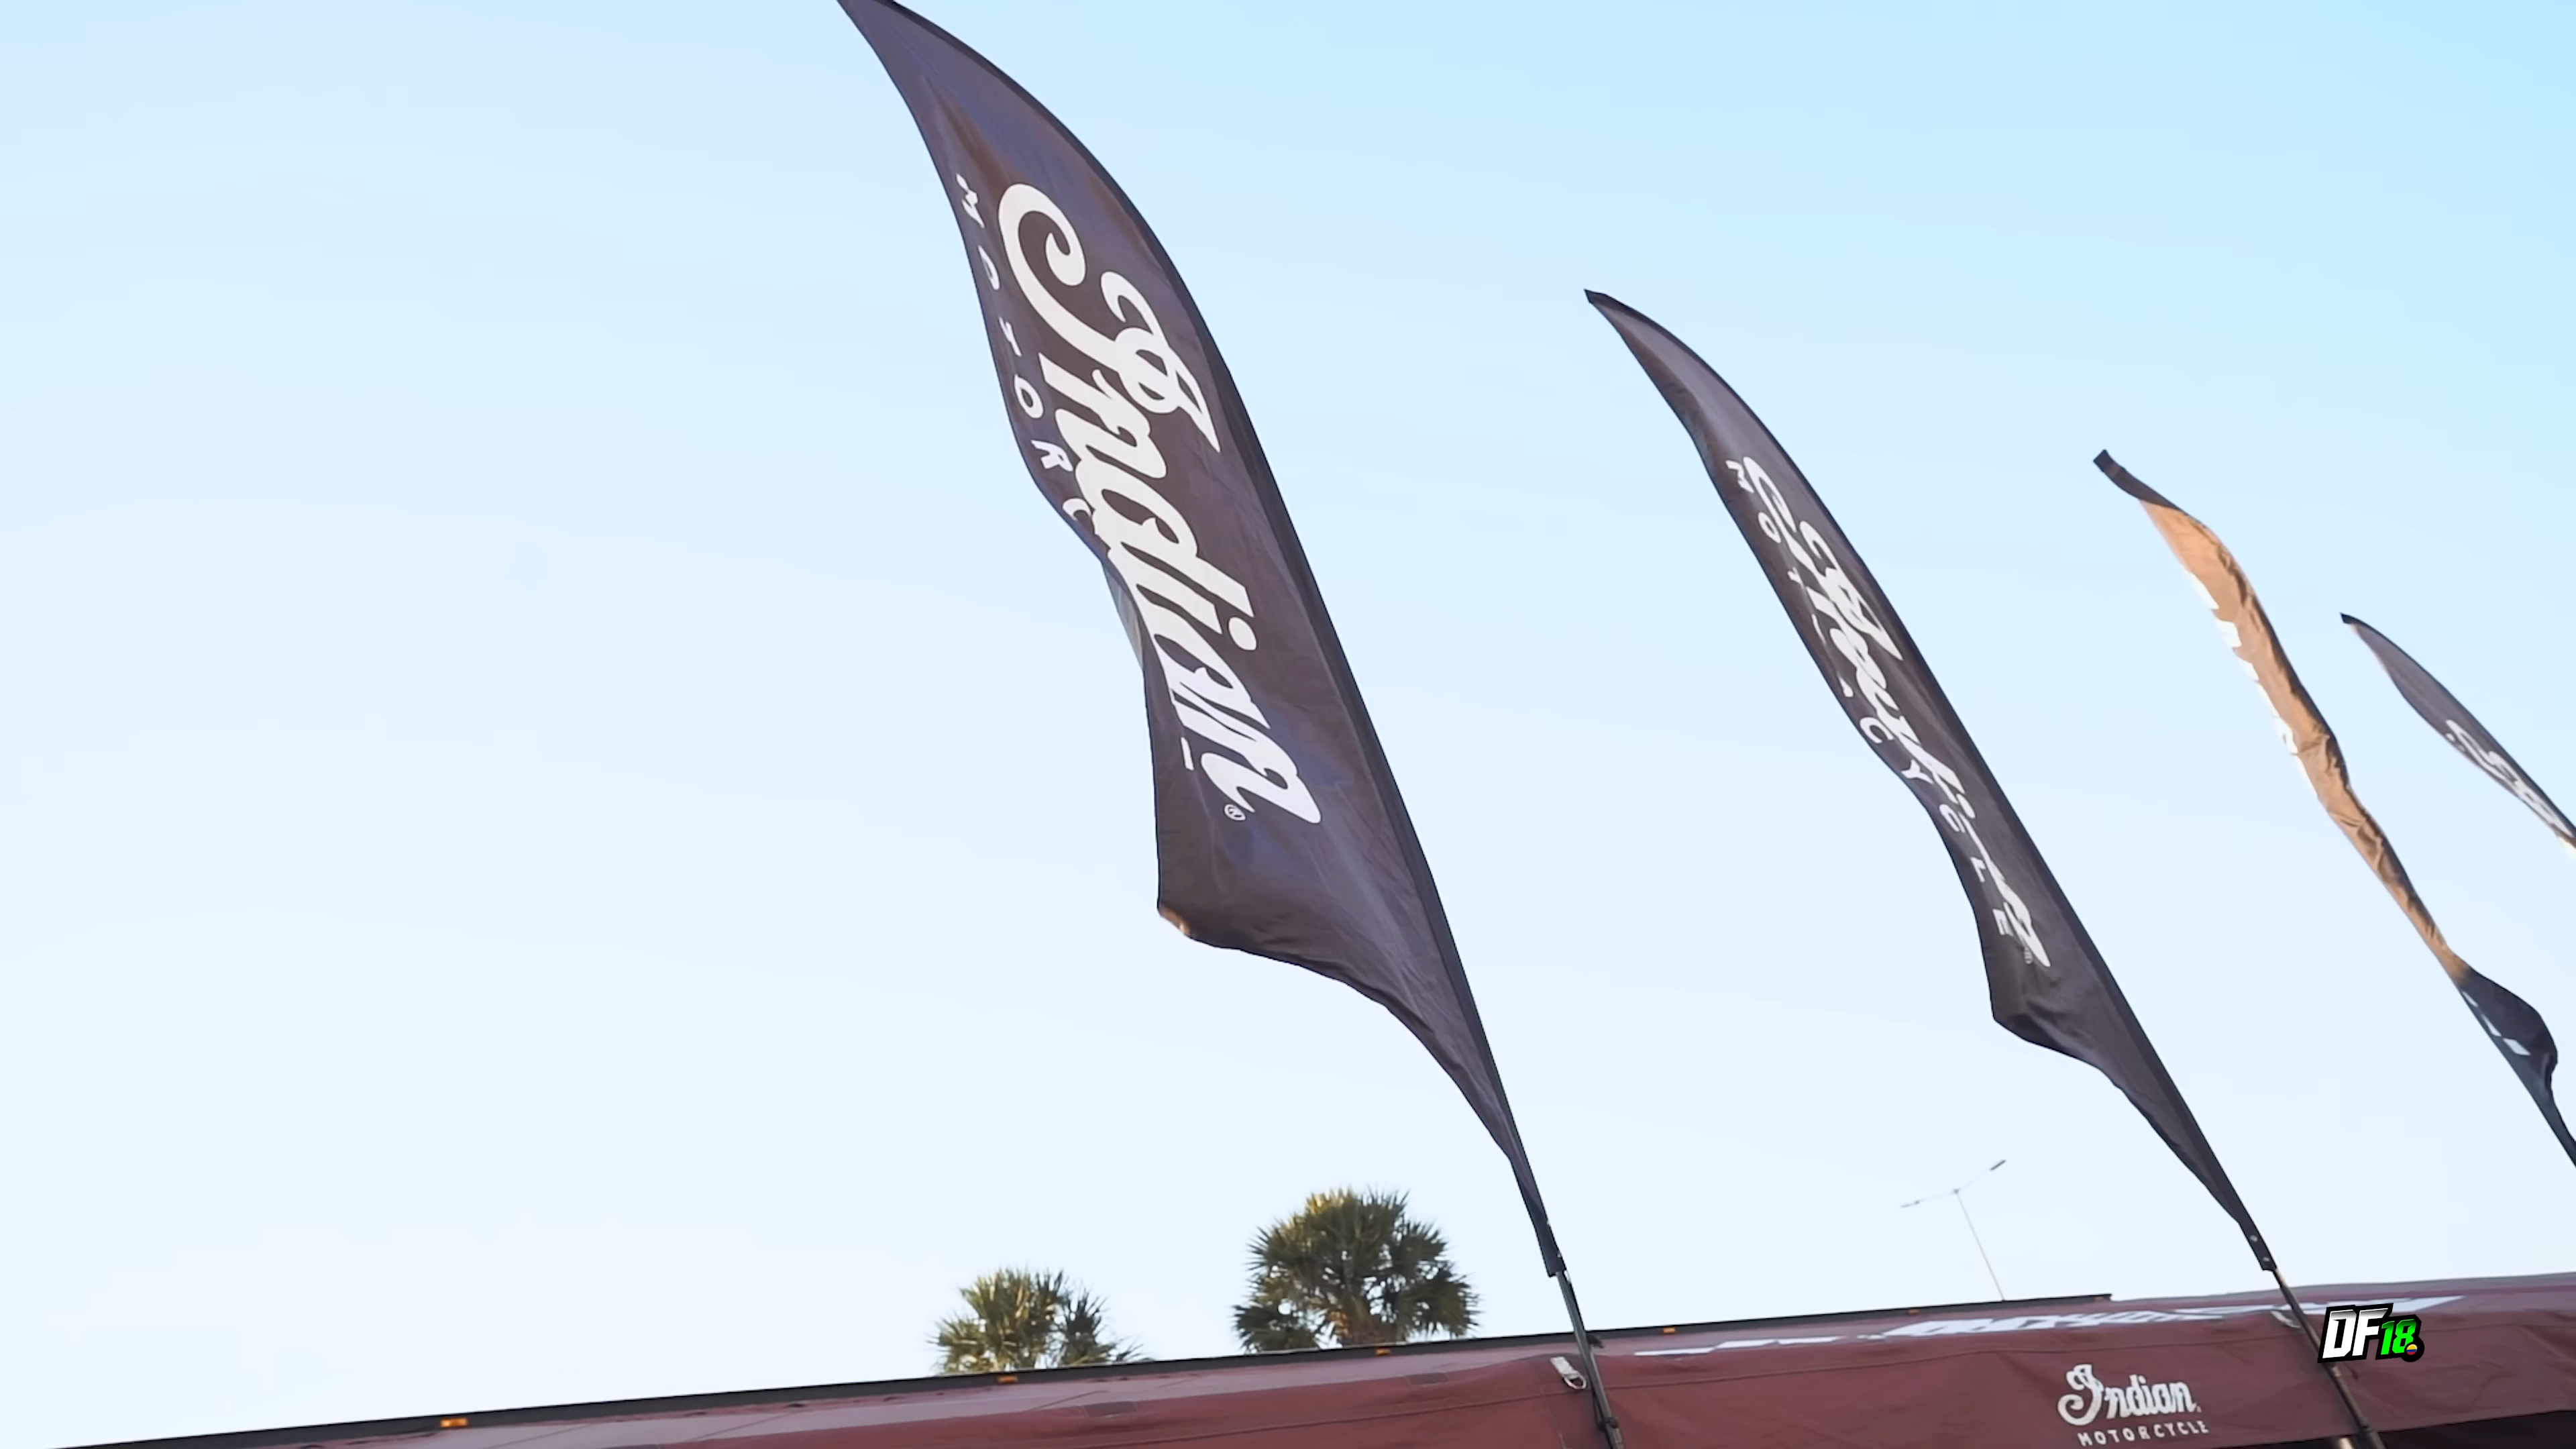 Indian®
MOTORC
Indian
MOTORCYCLE
DF18
Indian
MOTORCYCLE